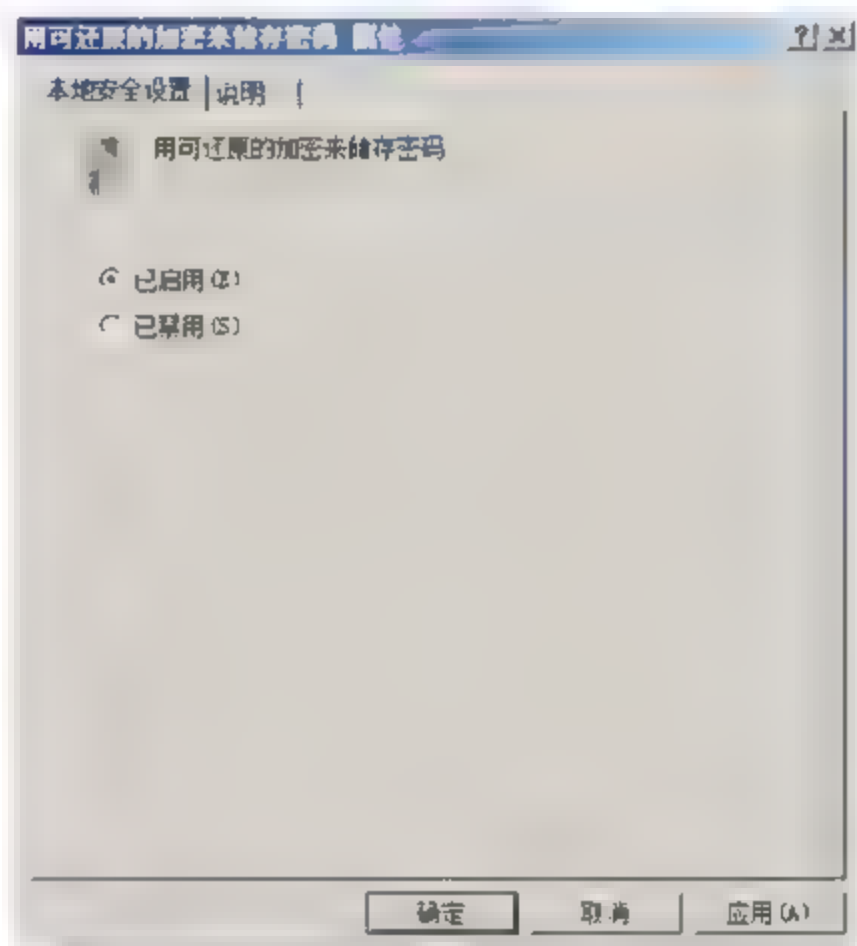 用可还原的加密来储存密码 属性
本地安全设置 说明
用可还原的加密来储存密码
已启用(E)
已禁用(S)
确定 取消 应用(A)